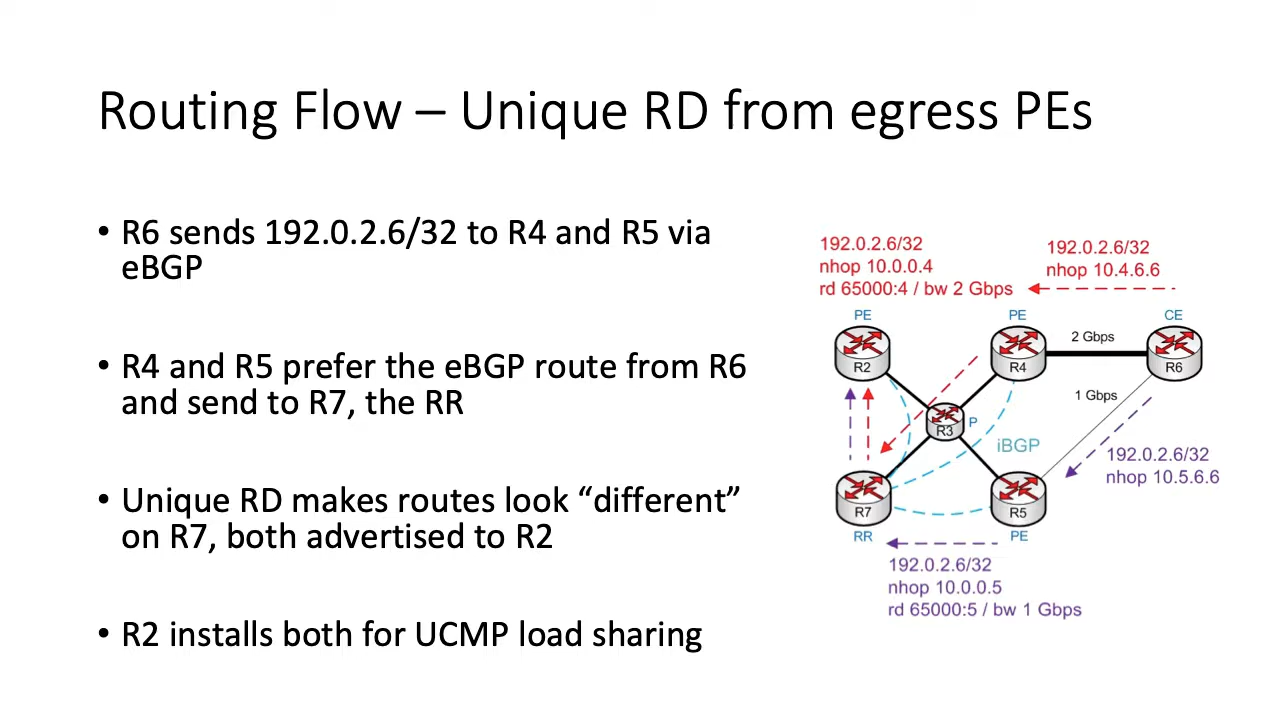 Routing Flow – Unique RD from egress PEs
• R6 sends 192.0.2.6/32 to R4 and R5 via
eBGP
• R4 and R5 prefer the eBGP route from R6
and send to R7, the RR
• Unique RD makes routes look “different”
on R7, both advertised to R2
• R2 installs both for UCMP load sharing
192.0.2.6/32
nhop 10.0.0.4
rd 65000:4 / bw 2 Gbps
192.0.2.6/32
nhop 10.4.6.6
PE
PE
CE
R2
R4
2 Gbps
R6
1 Gbps
R3
P
iBGP
192.0.2.6/32
nhop 10.5.6.6
R7
R5
RR
PE
192.0.2.6/32
nhop 10.0.0.5
rd 65000:5 / bw 1 Gbps